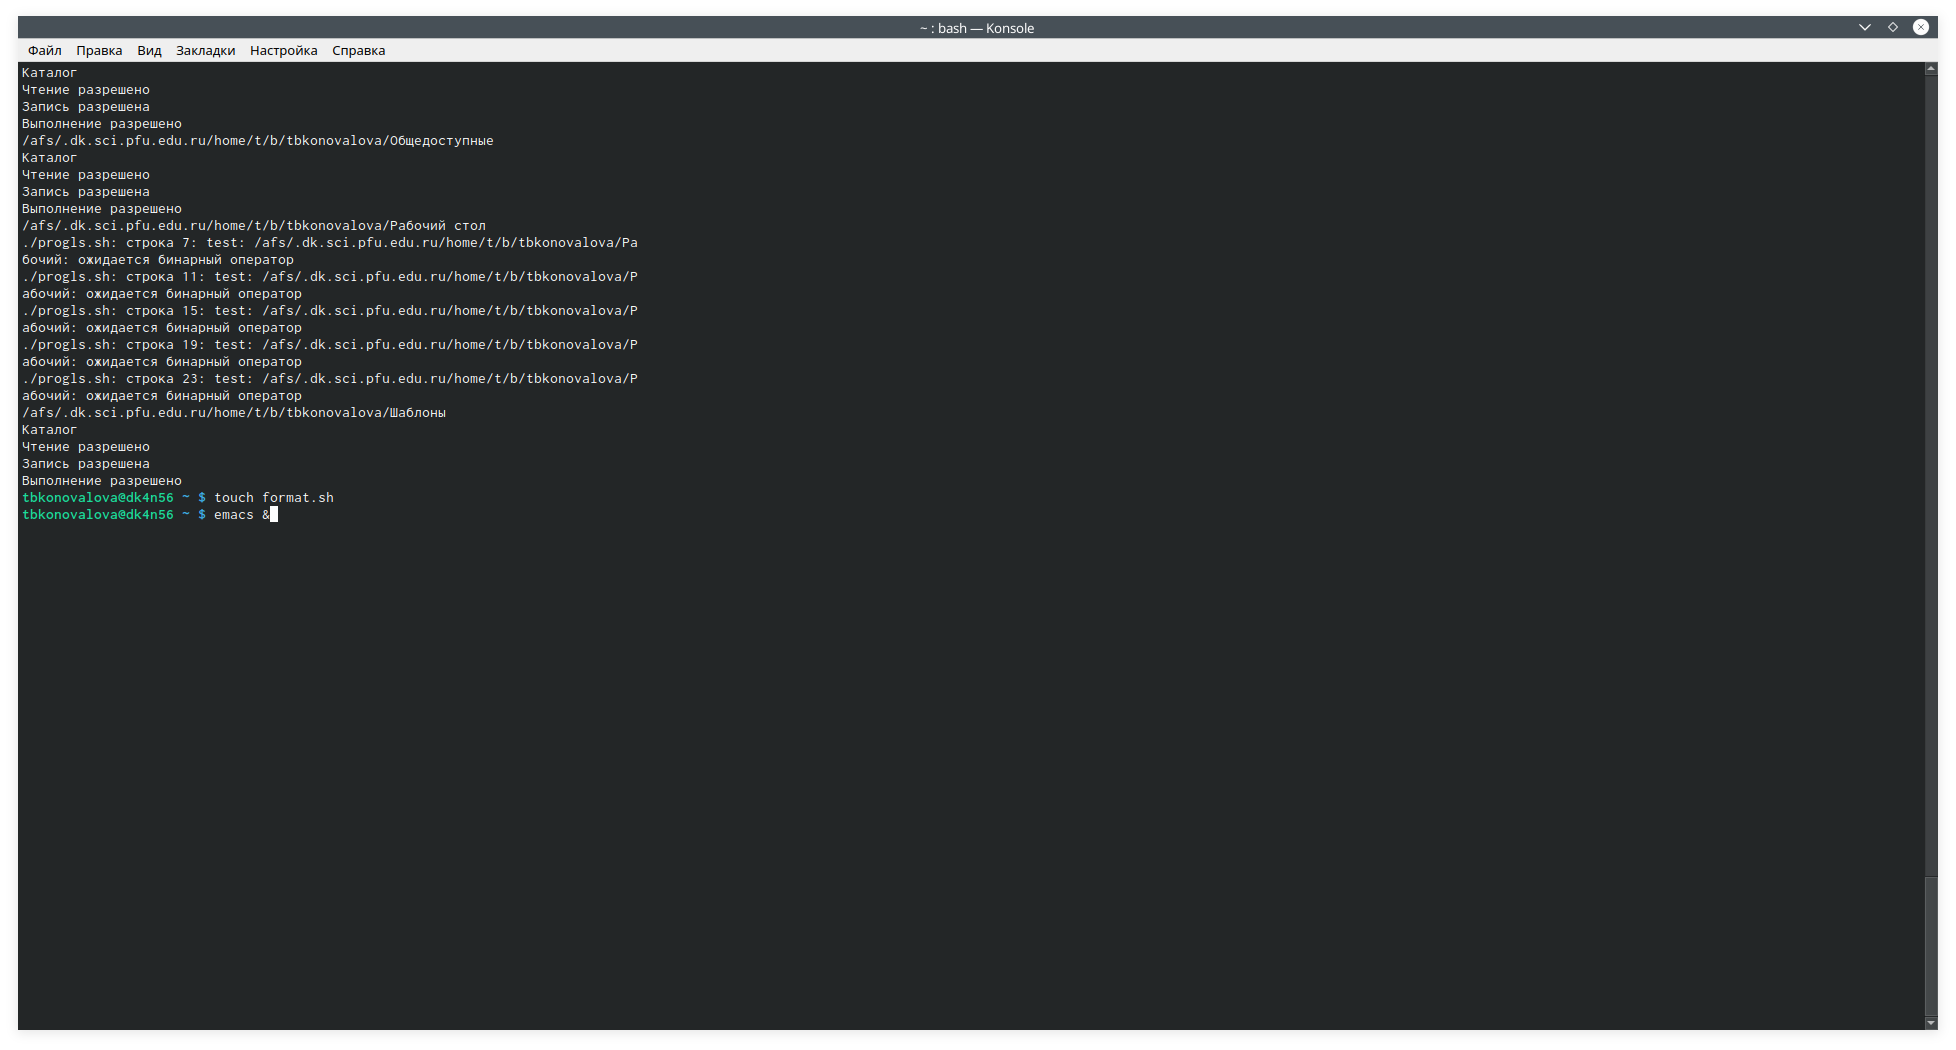 ~ : bash — Konsole
Файл Правка Вид Закладки Настройка Справка
Каталог
Чтение разрешено
Запись разрешена
Выполнение разрешено
/afs/.dk.sci.pfu.edu.ru/home/t/b/tbkonovalova/Общедоступные
Каталог
Чтение разрешено
Запись разрешена
Выполнение разрешено
/afs/.dk.sci.pfu.edu.ru/home/t/b/tbkonovalova/Рабочий стол
./progls.sh: строка 7: test: /afs/.dk.sci.pfu.edu.ru/home/t/b/tbkonovalova/Ра
бочий: ожидается бинарный оператор
./progls.sh: строка 11: test: /afs/.dk.sci.pfu.edu.ru/home/t/b/tbkonovalova/Р
абочий: ожидается бинарный оператор
./progls.sh: строка 15: test: /afs/.dk.sci.pfu.edu.ru/home/t/b/tbkonovalova/Р
абочий: ожидается бинарный оператор
./progls.sh: строка 19: test: /afs/.dk.sci.pfu.edu.ru/home/t/b/tbkonovalova/Р
абочий: ожидается бинарный оператор
./progls.sh: строка 23: test: /afs/.dk.sci.pfu.edu.ru/home/t/b/tbkonovalova/Р
абочий: ожидается бинарный оператор
/afs/.dk.sci.pfu.edu.ru/home/t/b/tbkonovalova/Шаблоны
Каталог
Чтение разрешено
Запись разрешена
Выполнение разрешено
tbkonovalova@dk4n56 ~ $ touch format.sh
tbkonovalova@dk4n56 ~ $ emacs &